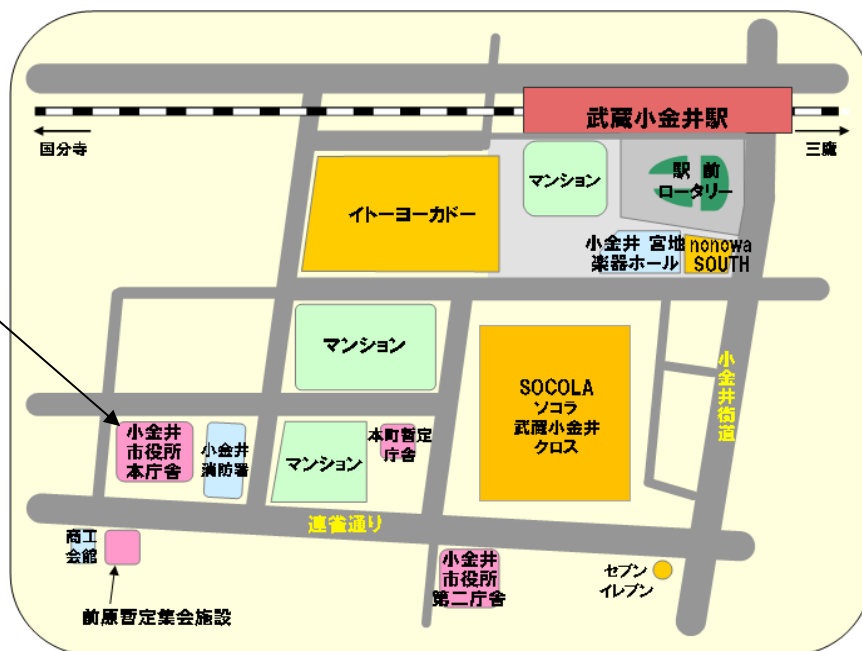 武蔵小金井駅
国分寺
三鷹
マンション
駅 前
ロータリー
イトーヨーカドー
小金井 宮地
楽器ホール
nonowa
SOUTH
マンション
SOCOLA
ソコラ
武蔵小金井
クロス
小金井街道
小金井
市役所
本庁舎
小金井
消防署
マンション
本町暫定
庁舎
連雀通り
商工
会館
小金井
市役所
第二庁舎
セブン
イレブン
前原暫定集会施設